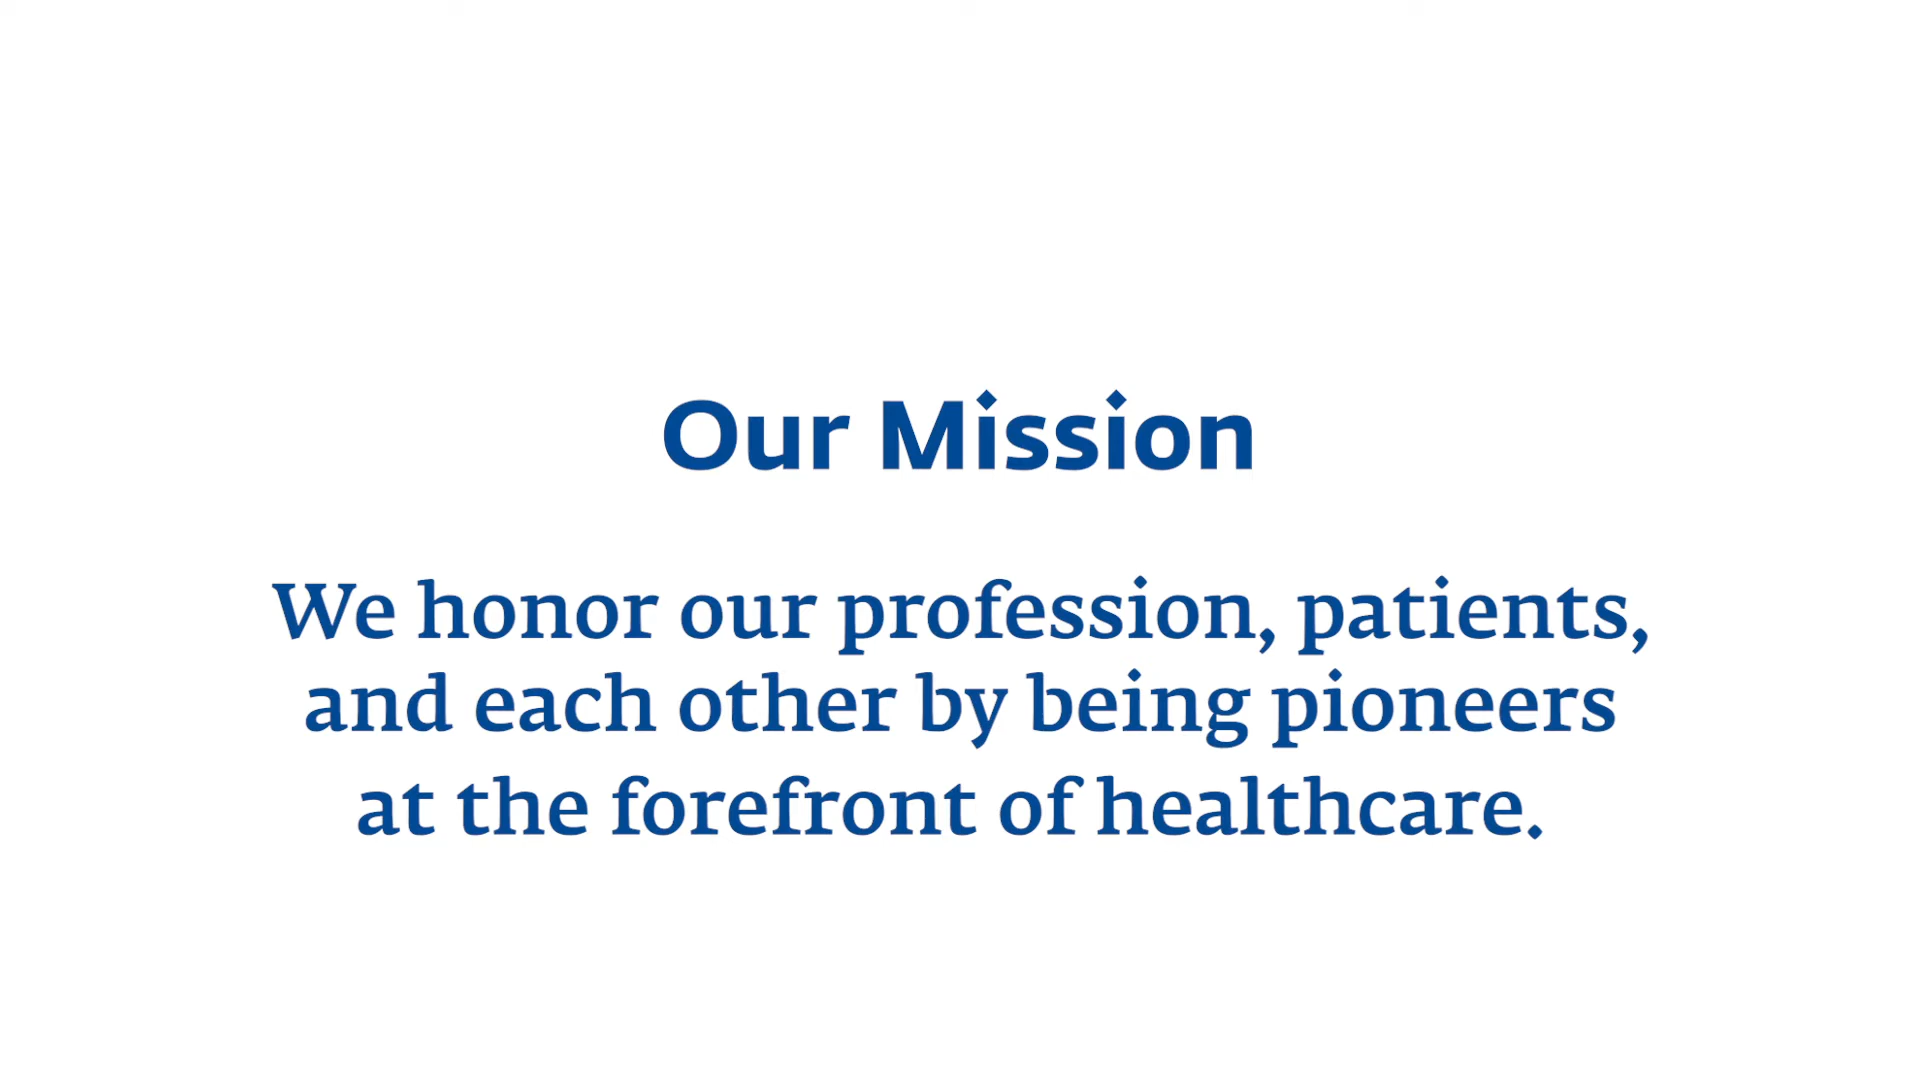 Our Mission
We honor our profession, patients,
and each other by being pioneers
at the forefront of healthcare.